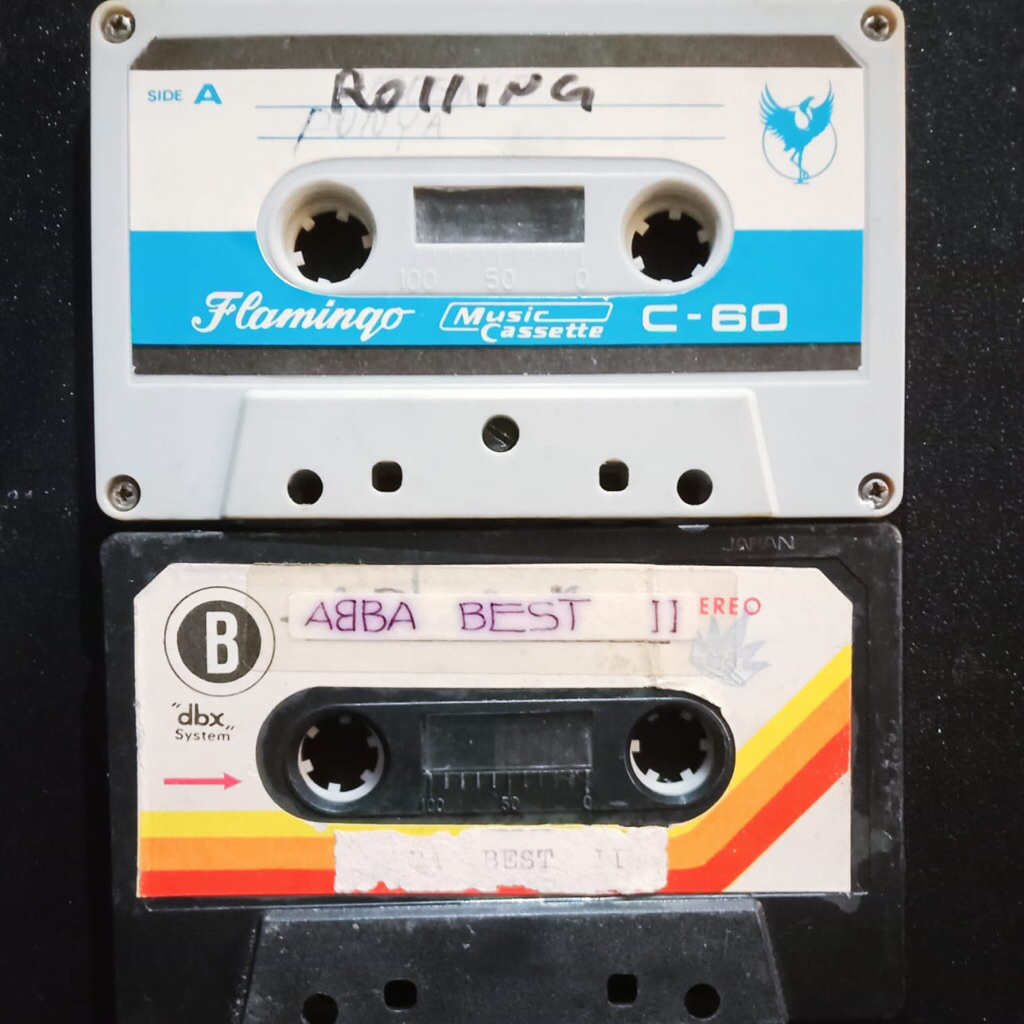 SIDE A
ROLLING
100 50 0
Flamingo
Music
Cassette
C-60
JAPAN
B
ABBA BEST II
EREO
"dbx"
System
100 50 0
BA BEST II